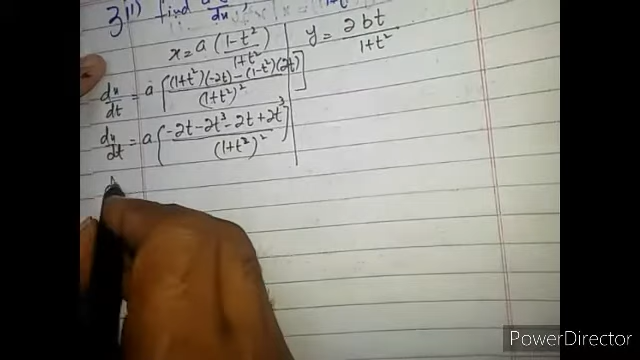 3 (ii) find dx
x = a (1-t²/1+t²) y = 2bt/1+t²
dx/dt = a [(1+t²)(-2t) - (1-t²)(2t)/(1+t²)²]
dx/dt = a [-2t-2t³-2t+2t³/(1+t²)²]
PowerDirector